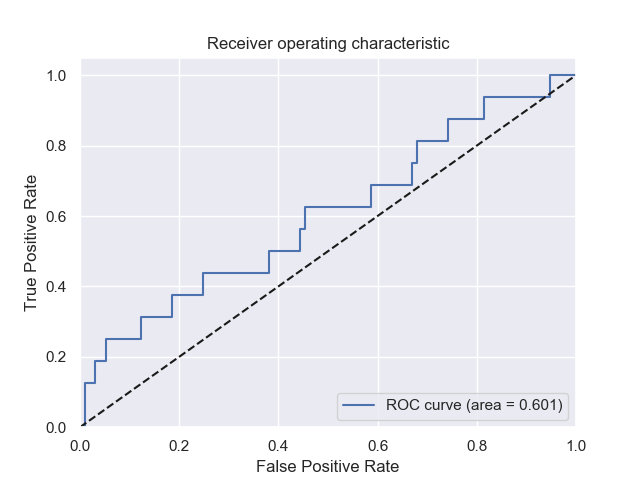 Receiver operating characteristic
1.0
0.8
0.6
0.4
0.2
0.0
True Positive Rate
0.0 0.2 0.4 0.6 0.8 1.0
False Positive Rate
ROC curve (area = 0.601)